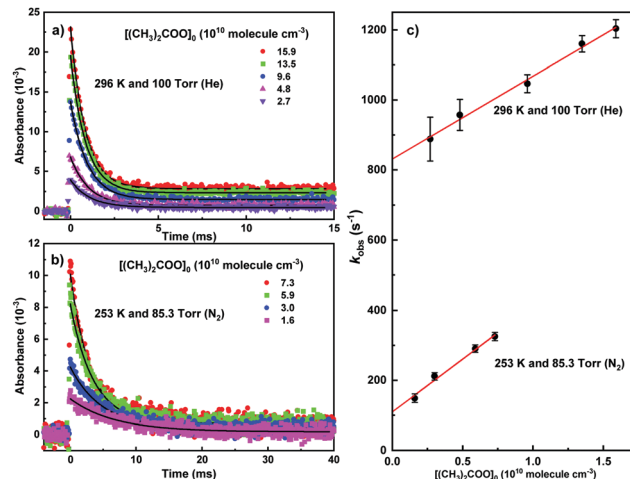 a)
[(CH3)2COO]0 (10^10 molecule cm^-3)
15.9
13.5
9.6
4.8
2.7
296 K and 100 Torr (He)
Absorbance (10^-3)
25
20
15
10
5
0
0 5 10 15
Time (ms)
b)
[(CH3)2COO]0 (10^10 molecule cm^-3)
7.3
5.9
3.0
1.6
253 K and 85.3 Torr (N2)
Absorbance (10^-3)
12
10
8
6
4
2
0
0 10 20 30 40
Time (ms)
c)
296 K and 100 Torr (He)
253 K and 85.3 Torr (N2)
kobs (s^-1)
1200
1000
800
600
400
200
0
0.0 0.5 1.0 1.5
[(CH3)2COO]0 (10^10 molecule cm^-3)